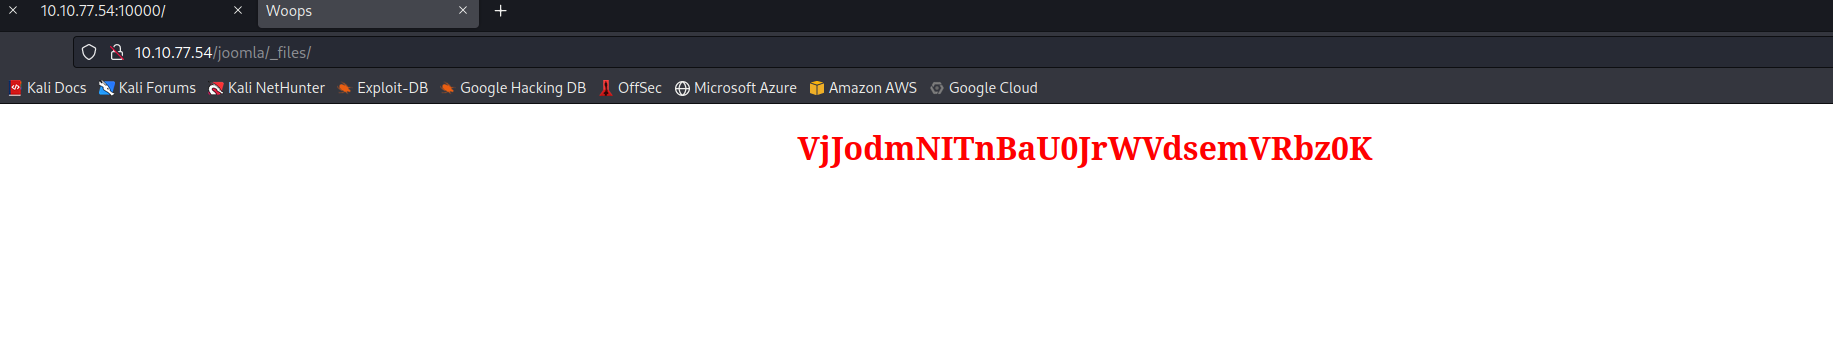 10.10.77.54:10000/
Woops
10.10.77.54/joomla/_files/
Kali Docs Kali Forums Kali NetHunter Exploit-DB Google Hacking DB OffSec Microsoft Azure Amazon AWS Google Cloud
VjJodmNITnBaU0JrWVdsemVRbz0K